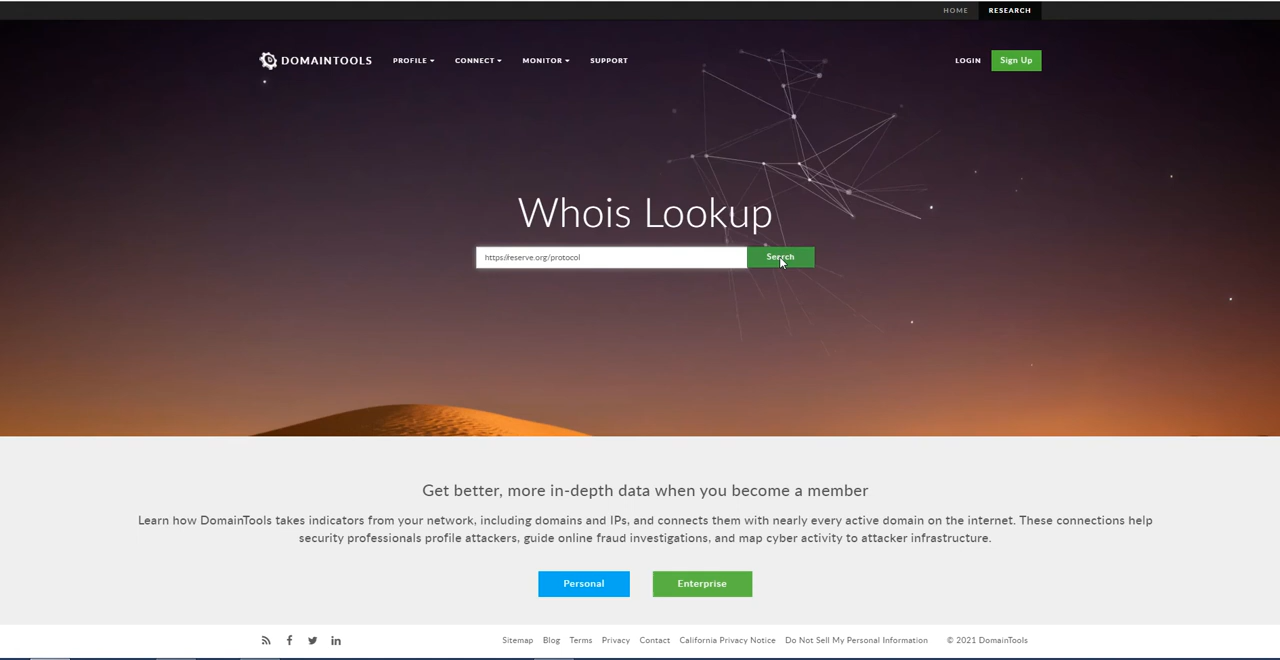 HOME RESEARCH
DOMAINTOOLS PROFILE CONNECT MONITOR SUPPORT LOGIN Sign Up
Whois Lookup
https://reserve.org/protocol Search
Get better, more in-depth data when you become a member
Learn how DomainTools takes indicators from your network, including domains and IPs, and connects them with nearly every active domain on the internet. These connections help
security professionals profile attackers, guide online fraud investigations, and map cyber activity to attacker infrastructure.
Personal Enterprise
Sitemap Blog Terms Privacy Contact California Privacy Notice Do Not Sell My Personal Information © 2021 DomainTools